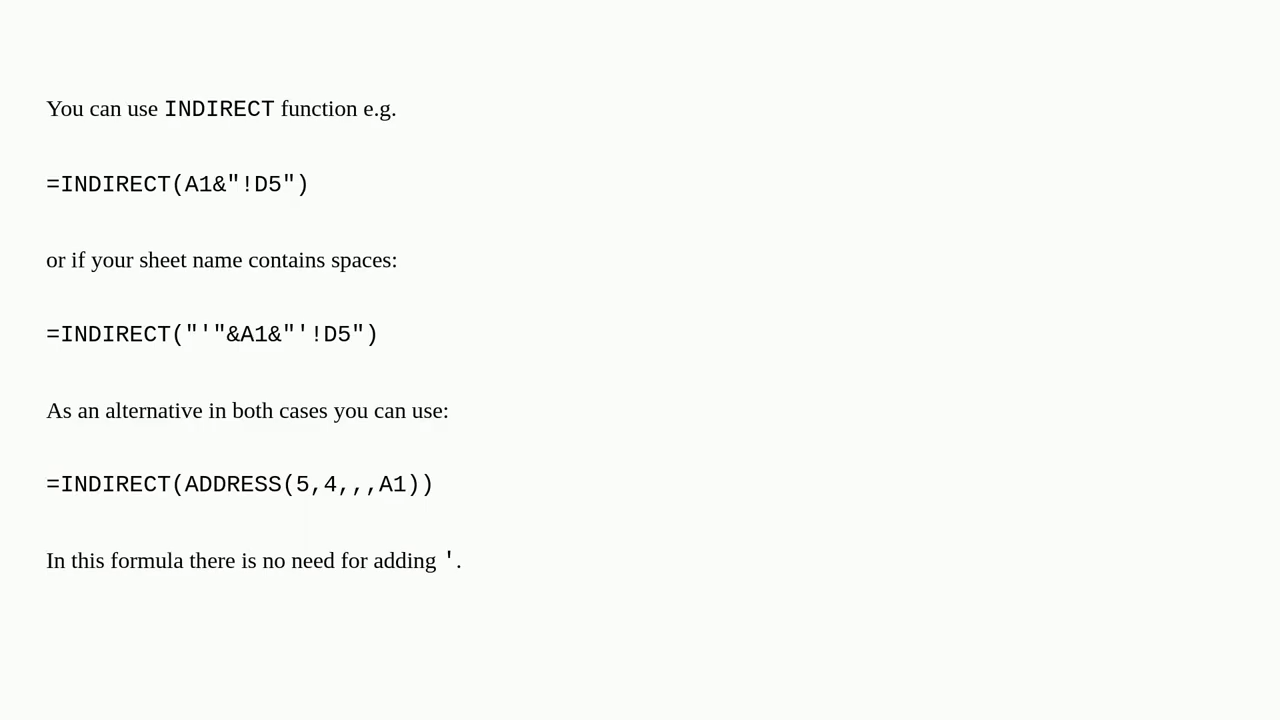 You can use INDIRECT function e.g.
=INDIRECT(A1&"!D5")
or if your sheet name contains spaces:
=INDIRECT("'"&A1&"'!D5")
As an alternative in both cases you can use:
=INDIRECT(ADDRESS(5,4,,,A1))
In this formula there is no need for adding '.